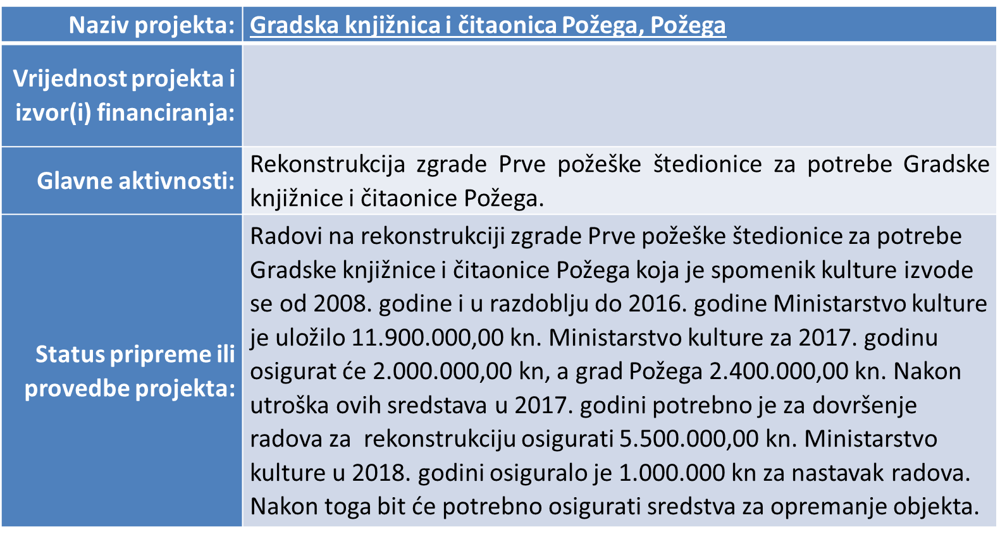 Naziv projekta: Gradska knjižnica i čitaonica Požega, Požega
Vrijednost projekta i
izvor(i) financiranja:
Glavne aktivnosti:
Rekonstrukcija zgrade Prve požeške štedionice za potrebe Gradske
knjižnice i čitaonice Požega.
Status pripreme ili
provedbe projekta:
Radovi na rekonstrukciji zgrade Prve požeške štedionice za potrebe
Gradske knjižnice i čitaonice Požega koja je spomenik kulture izvode
se od 2008. godine i u razdoblju do 2016. godine Ministarstvo kulture
je uložilo 11.900.000,00 kn. Ministarstvo kulture za 2017. godinu
osigurat će 2.000.000,00 kn, a grad Požega 2.400.000,00 kn. Nakon
utroška ovih sredstava u 2017. godini potrebno je za dovršenje
radova za  rekonstrukciju osigurati 5.500.000,00 kn. Ministarstvo
kulture u 2018. godini osiguralo je 1.000.000 kn za nastavak radova.
Nakon toga bit će potrebno osigurati sredstva za opremanje objekta.